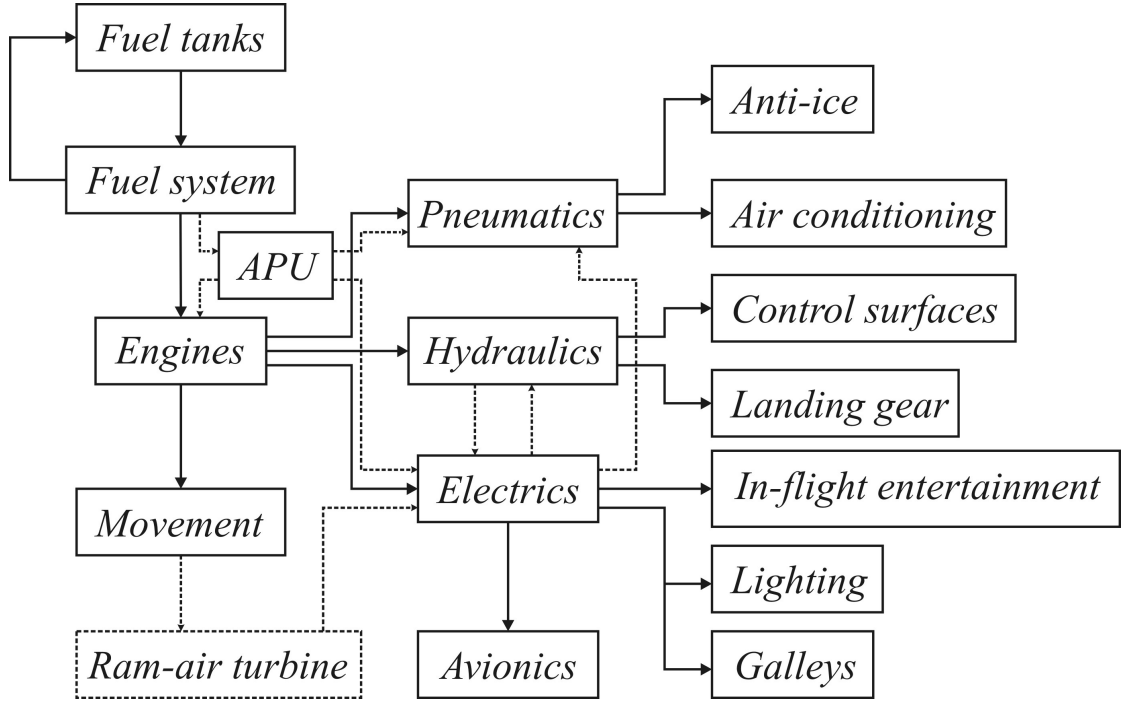 Fuel tanks
Anti-ice
Fuel system
Pneumatics
Air conditioning
APU
Control surfaces
Engines
Hydraulics
Landing gear
Electrics
In-flight entertainment
Movement
Lighting
Ram-air turbine
Avionics
Galleys